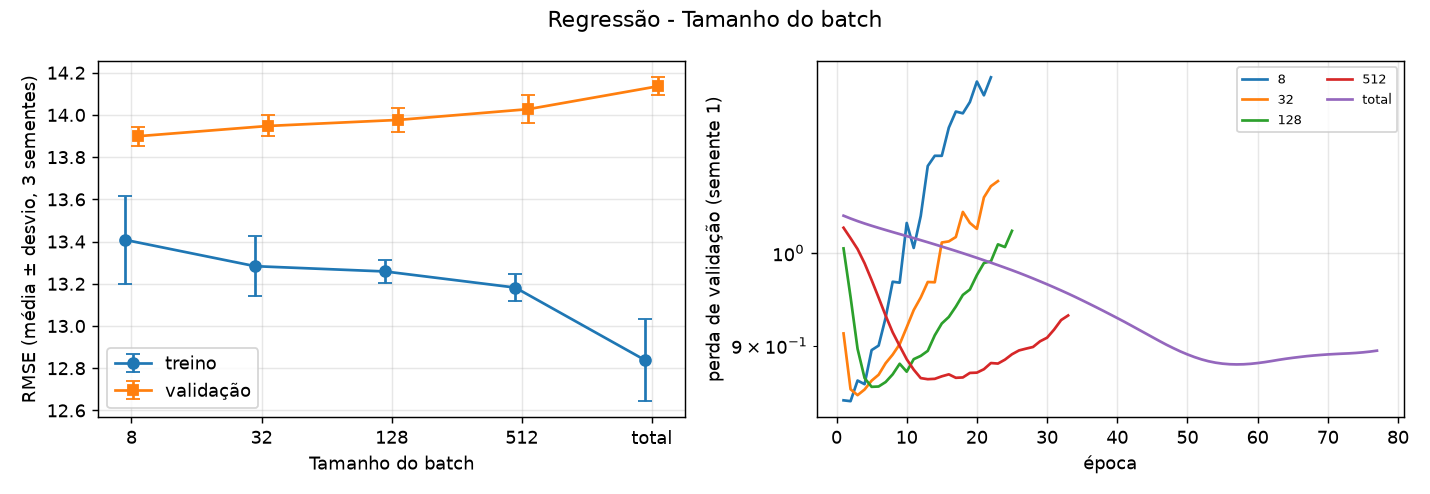 Regressão - Tamanho do batch
RMSE (média ± desvio, 3 sementes)
14.2
14.0
13.8
13.6
13.4
13.2
13.0
12.8
12.6
treino
validação
8
32
128
512
total
Tamanho do batch
perda de validação (semente 1)
10⁰
9 × 10⁻¹
8
32
128
512
total
0
10
20
30
40
50
60
70
80
época